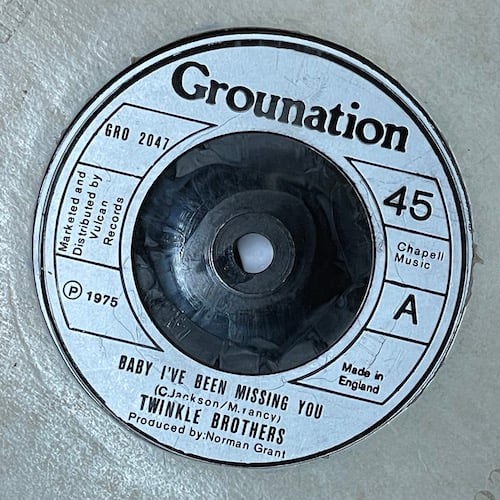 Grounation
GRO 2047
45
Marketed and
Distributed by
Vulcan
Records
Chapell
Music
A
℗ 1975
Made in
England
BABY I'VE BEEN MISSING YOU
(C.Jackson/M.rancy)
TWINKLE BROTHERS
Produced by:Norman Grant